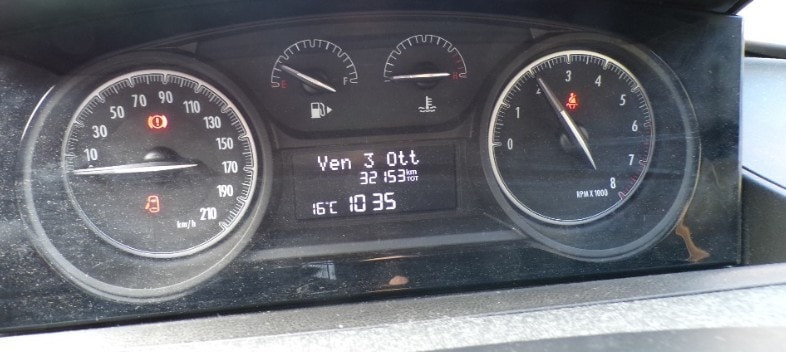 10 30 50 70 90 110 130 150 170 190 210
km/h
E F
H
Ven 3 Ott
32153 km TOT
16°C 10:35
0 2 3 4 5 6 7 8
RPM X 1000